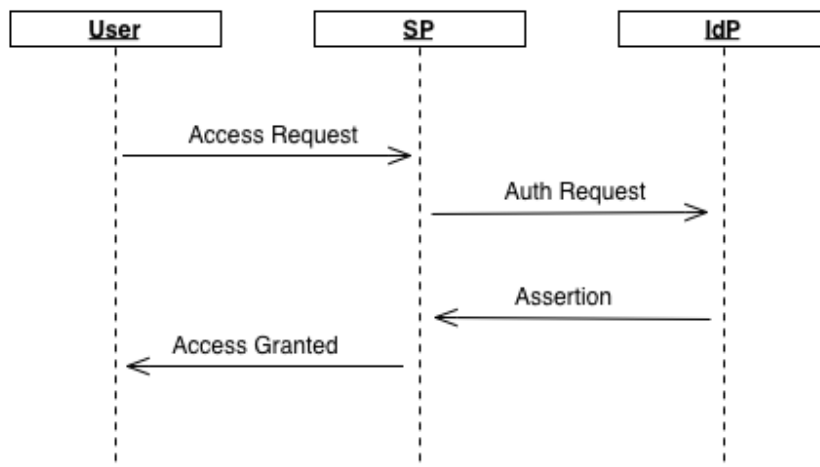 User
SP
IdP
Access Request
Auth Request
Assertion
Access Granted